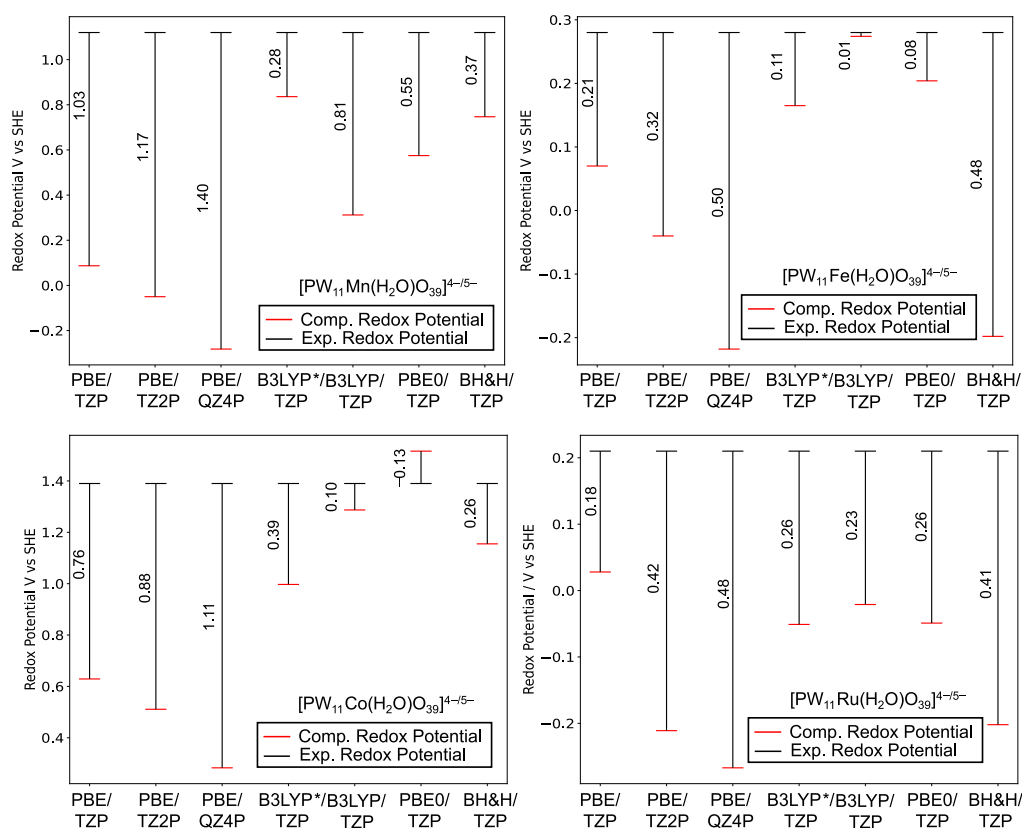 1.0
0.8
0.6
0.4
0.2
0.0
−0.2
Redox Potential V vs SHE
1.03
1.17
1.40
0.28
0.81
0.55
0.37
[PW₁₁Mn(H₂O)O₃₉]⁴⁻/⁵⁻
Comp. Redox Potential
Exp. Redox Potential
PBE/ PBE/ PBE/ B3LYP*/ B3LYP/ PBE0/ BH&H/
TZP TZ2P QZ4P TZP TZP TZP TZP
0.3
0.2
0.1
0.0
−0.1
−0.2
Redox Potential V vs SHE
0.21
0.32
0.50
0.11
0.01
0.08
0.48
[PW₁₁Fe(H₂O)O₃₉]⁴⁻/⁵⁻
Comp. Redox Potential
Exp. Redox Potential
PBE/ PBE/ PBE/ B3LYP*/ B3LYP/ PBE0/ BH&H/
TZP TZ2P QZ4P TZP TZP TZP TZP
1.4
1.2
1.0
0.8
0.6
0.4
Redox Potential V vs SHE
0.76
0.88
1.11
0.39
0.10
−0.13
0.26
[PW₁₁Co(H₂O)O₃₉]⁴⁻/⁵⁻
Comp. Redox Potential
Exp. Redox Potential
PBE/ PBE/ PBE/ B3LYP*/ B3LYP/ PBE0/ BH&H/
TZP TZ2P QZ4P TZP TZP TZP TZP
0.2
0.1
0.0
−0.1
−0.2
Redox Potential / V vs SHE
0.18
0.42
0.48
0.26
0.23
0.26
0.41
[PW₁₁Ru(H₂O)O₃₉]⁴⁻/⁵⁻
Comp. Redox Potential
Exp. Redox Potential
PBE/ PBE/ PBE/ B3LYP*/ B3LYP/ PBE0/ BH&H/
TZP TZ2P QZ4P TZP TZP TZP TZP